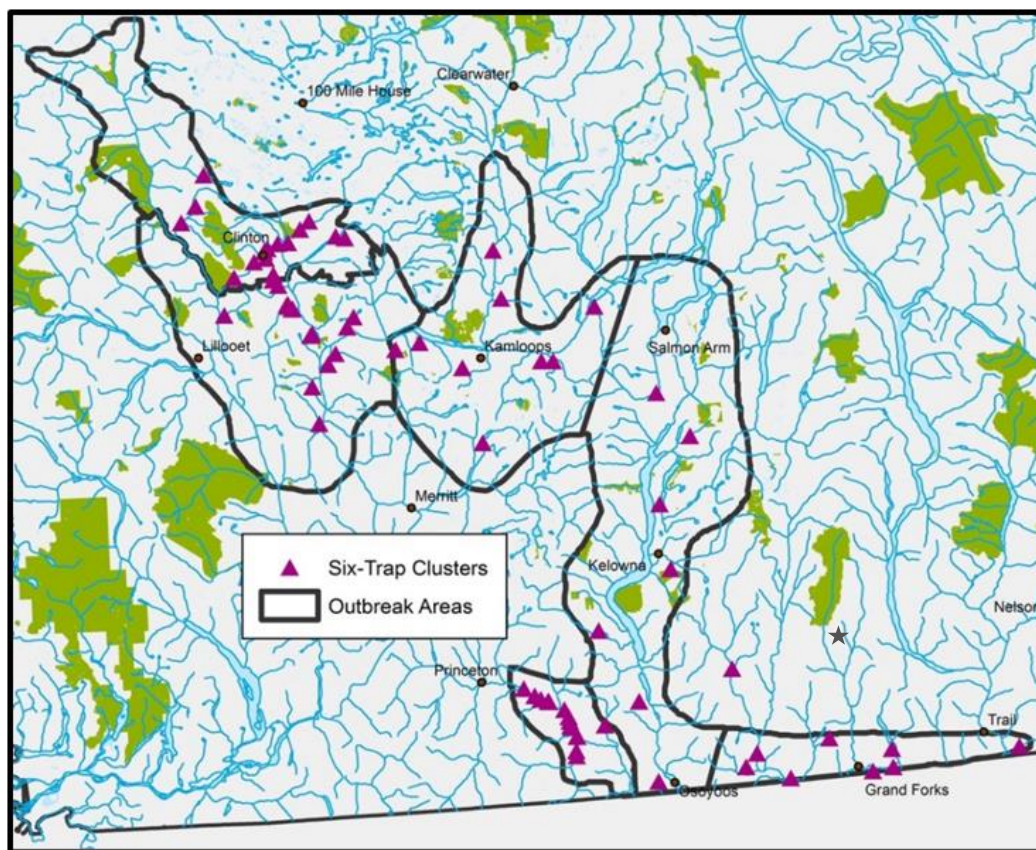 Clearwater
100 Mile House
Clinton
Lillooet
Kamloops
Salmon Arm
Merritt
Six-Trap Clusters
Outbreak Areas
Kelowna
Nelson
Princeton
Trail
Osoyoos
Grand Forks